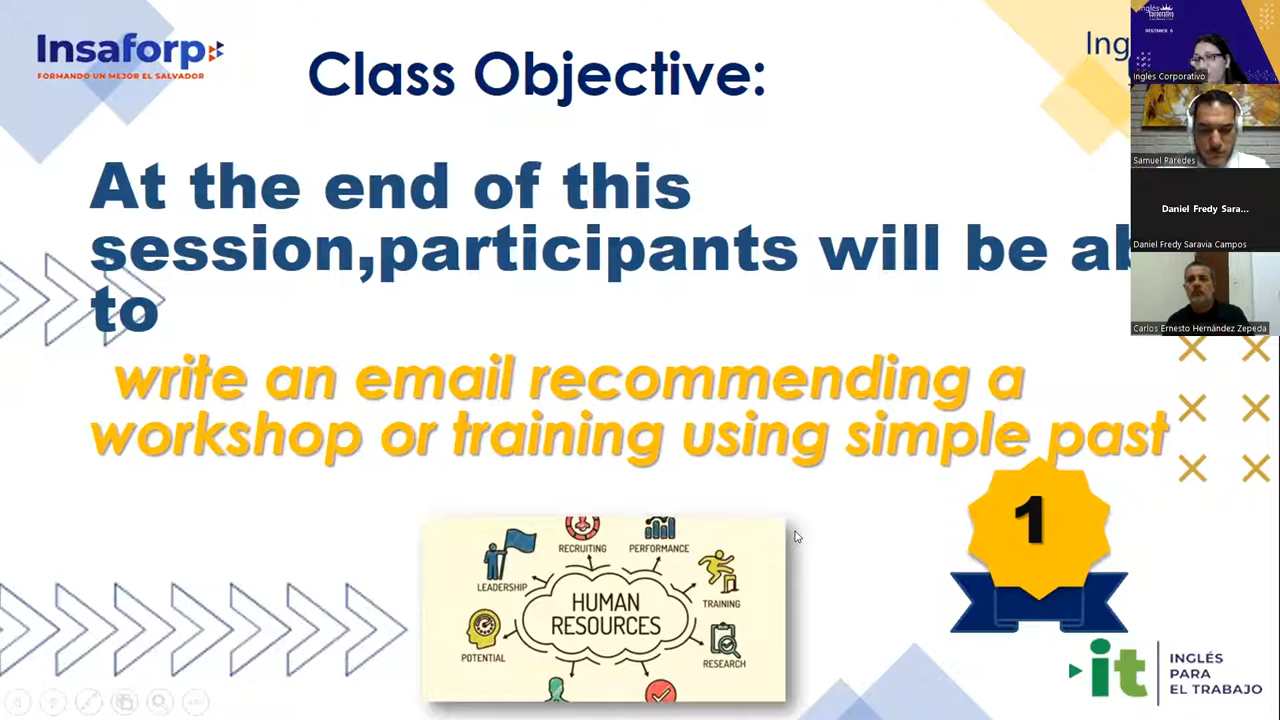 Insaforp
FORMANDO UN MEJOR EL SALVADOR
Class Objective:
Ing
At the end of this
session,participants will be ab
to
write an email recommending a
workshop or training using simple past
1
HUMAN
RESOURCES
LEADERSHIP
RECRUITING
PERFORMANCE
TRAINING
RESEARCH
POTENTIAL
it
INGLÉS
PARA
EL TRABAJO
Ingles Corporativo
Samuel Paredes
Daniel Fredy Sara...
Daniel Fredy Saravia Campos
Carlos Ernesto Hernández Zepeda